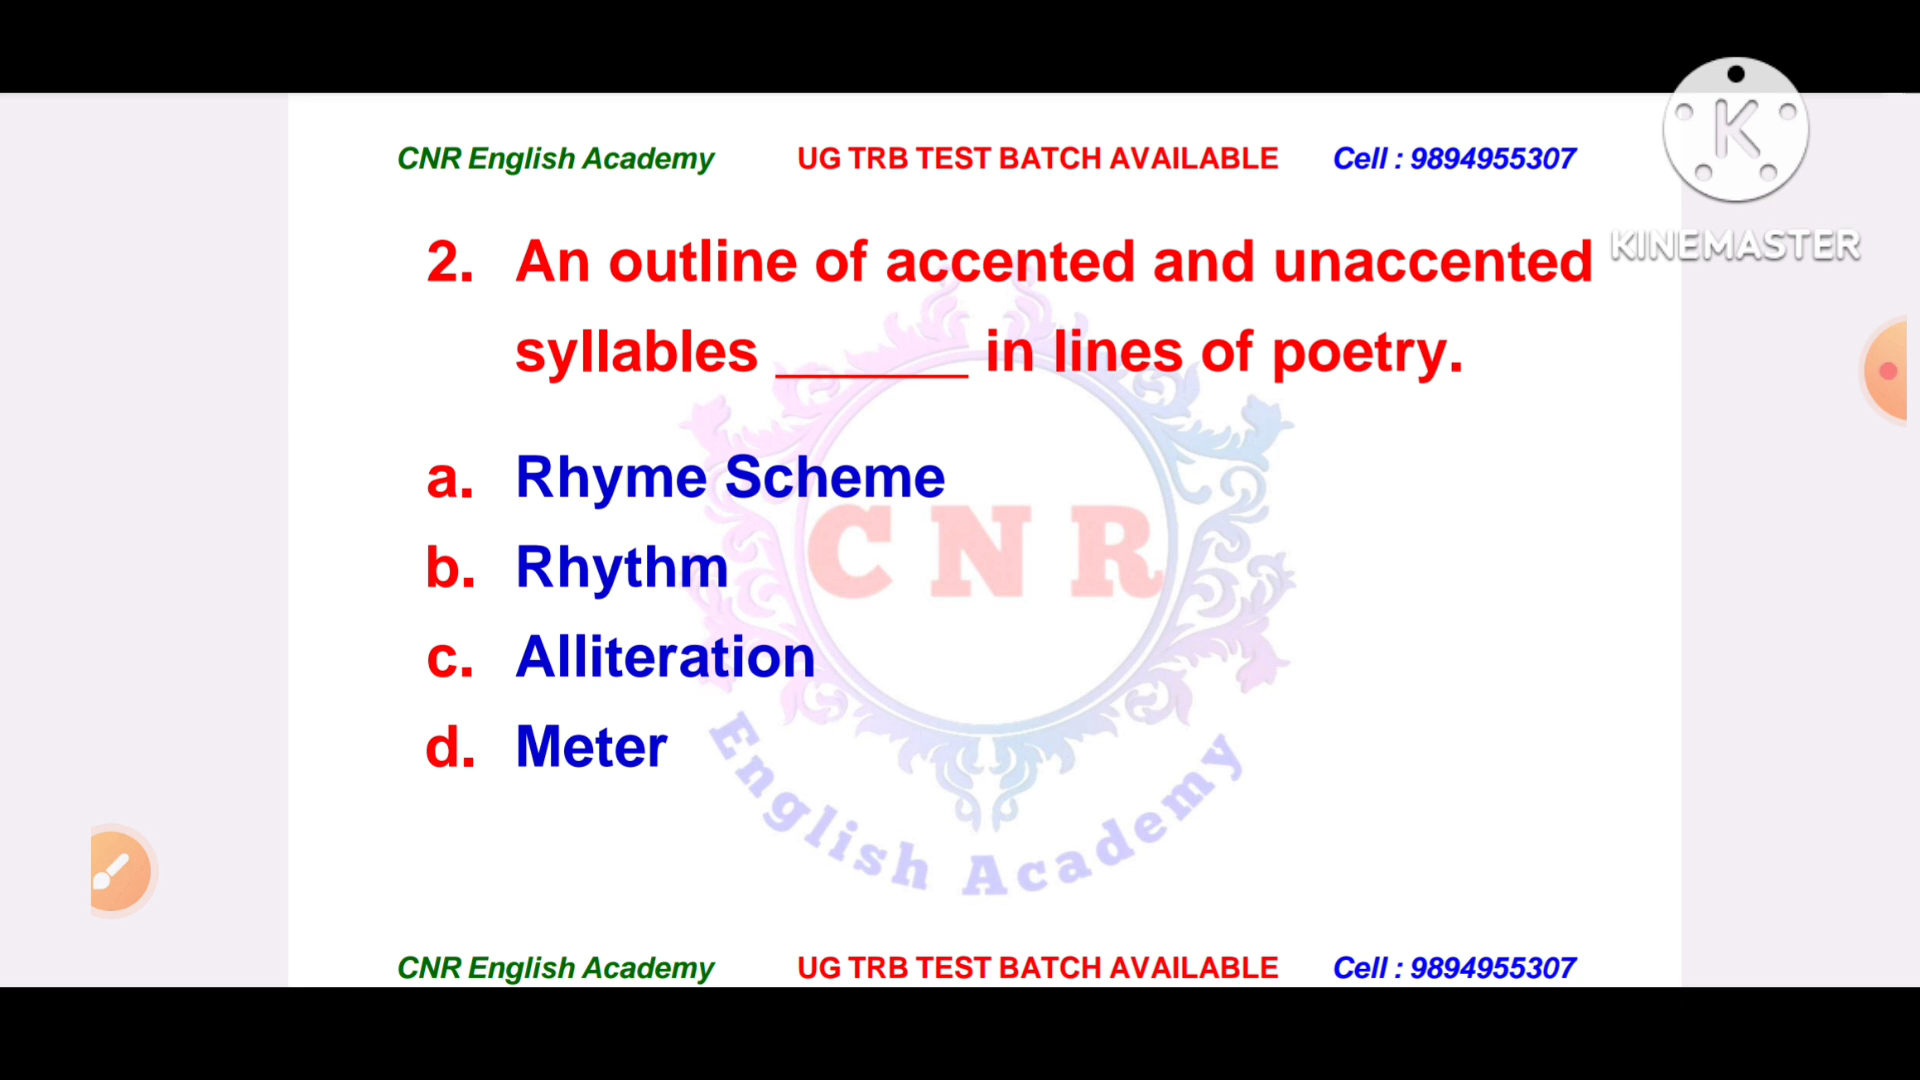 CNR English Academy UG TRB TEST BATCH AVAILABLE Cell : 9894955307
K
KINEMASTER
2. An outline of accented and unaccented
syllables _______ in lines of poetry.
a. Rhyme Scheme
b. Rhythm
c. Alliteration
d. Meter
CNR
English Academy
CNR English Academy UG TRB TEST BATCH AVAILABLE Cell : 9894955307